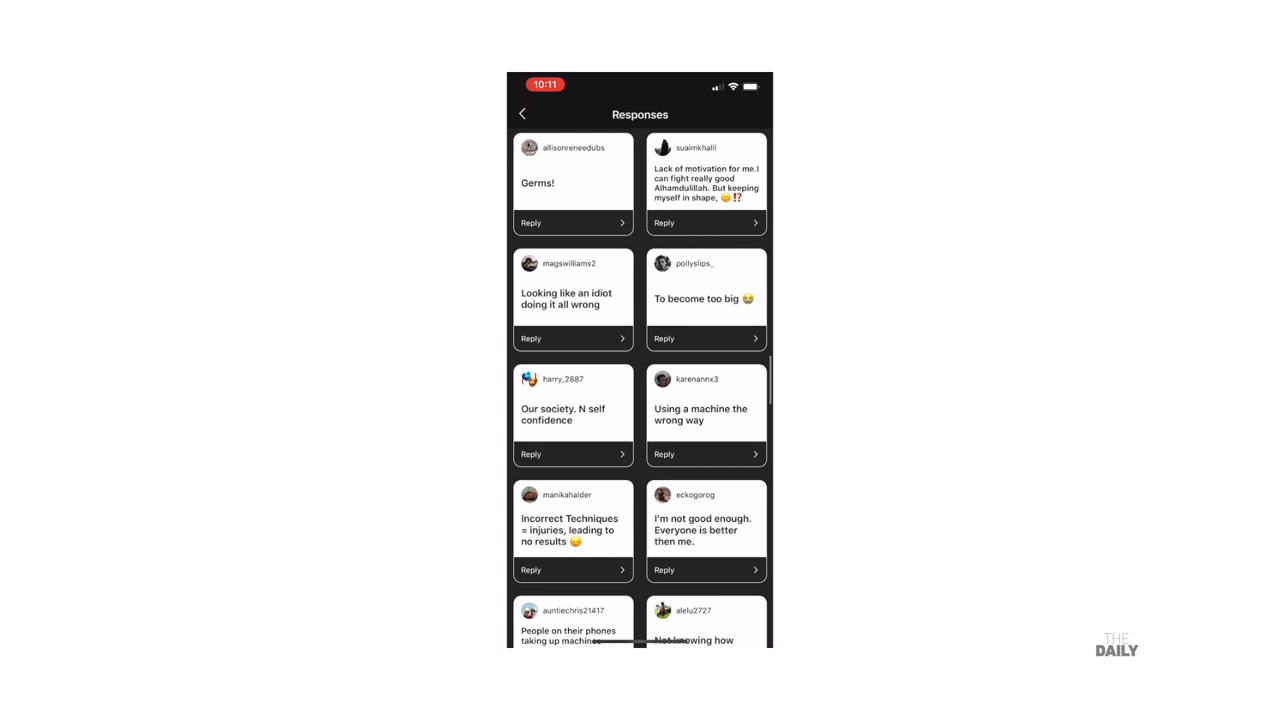 10:11
Responses
allisonreneedubs
Germs!
Reply
suaimkhalil
Lack of motivation for me.I
can fight really good
Alhamdulillah. But keeping
myself in shape, 🙂⁉️
Reply
magswilliams2
Looking like an idiot
doing it all wrong
Reply
pollyslips_
To become too big 😭
Reply
harry_2887
Our society. N self
confidence
Reply
karenannx3
Using a machine the
wrong way
Reply
manikahalder
Incorrect Techniques
= injuries, leading to
no results 😞
Reply
eckogorog
I'm not good enough.
Everyone is better
then me.
Reply
auntiechris21417
People on their phones
taking up machines
alelu2727
Not knowing how
THE
DAILY